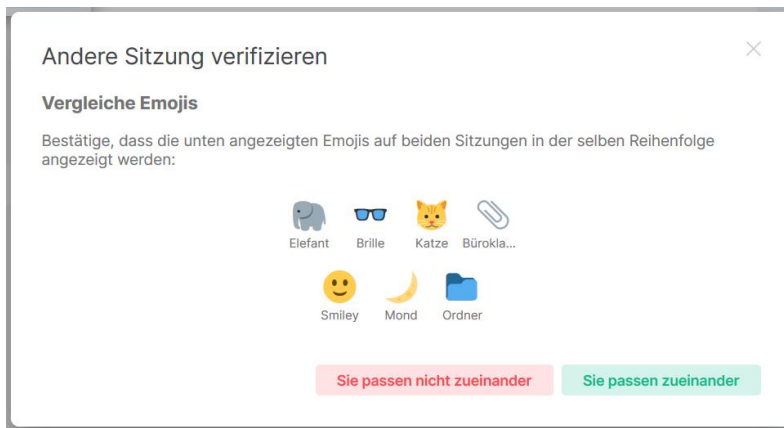 Andere Sitzung verifizieren
Vergleiche Emojis
Bestätige, dass die unten angezeigten Emojis auf beiden Sitzungen in der selben Reihenfolge
angezeigt werden:
Elefant Brille Katze Bürokla...
Smiley Mond Ordner
Sie passen nicht zueinander Sie passen zueinander